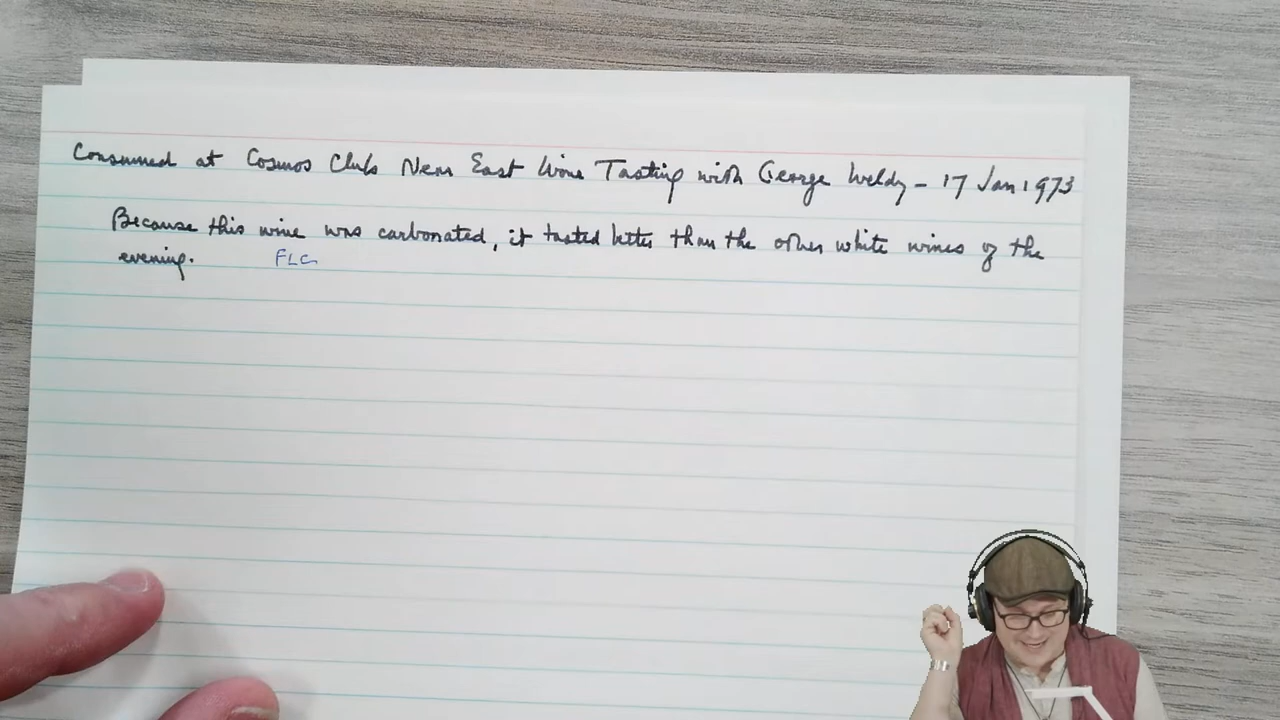 Consumed at Cosmos Club Near East Wine Tasting with George Weldy - 17 Jan 1973
Because this wine was carbonated, it tasted better than the other white wines of the
evening. FLG